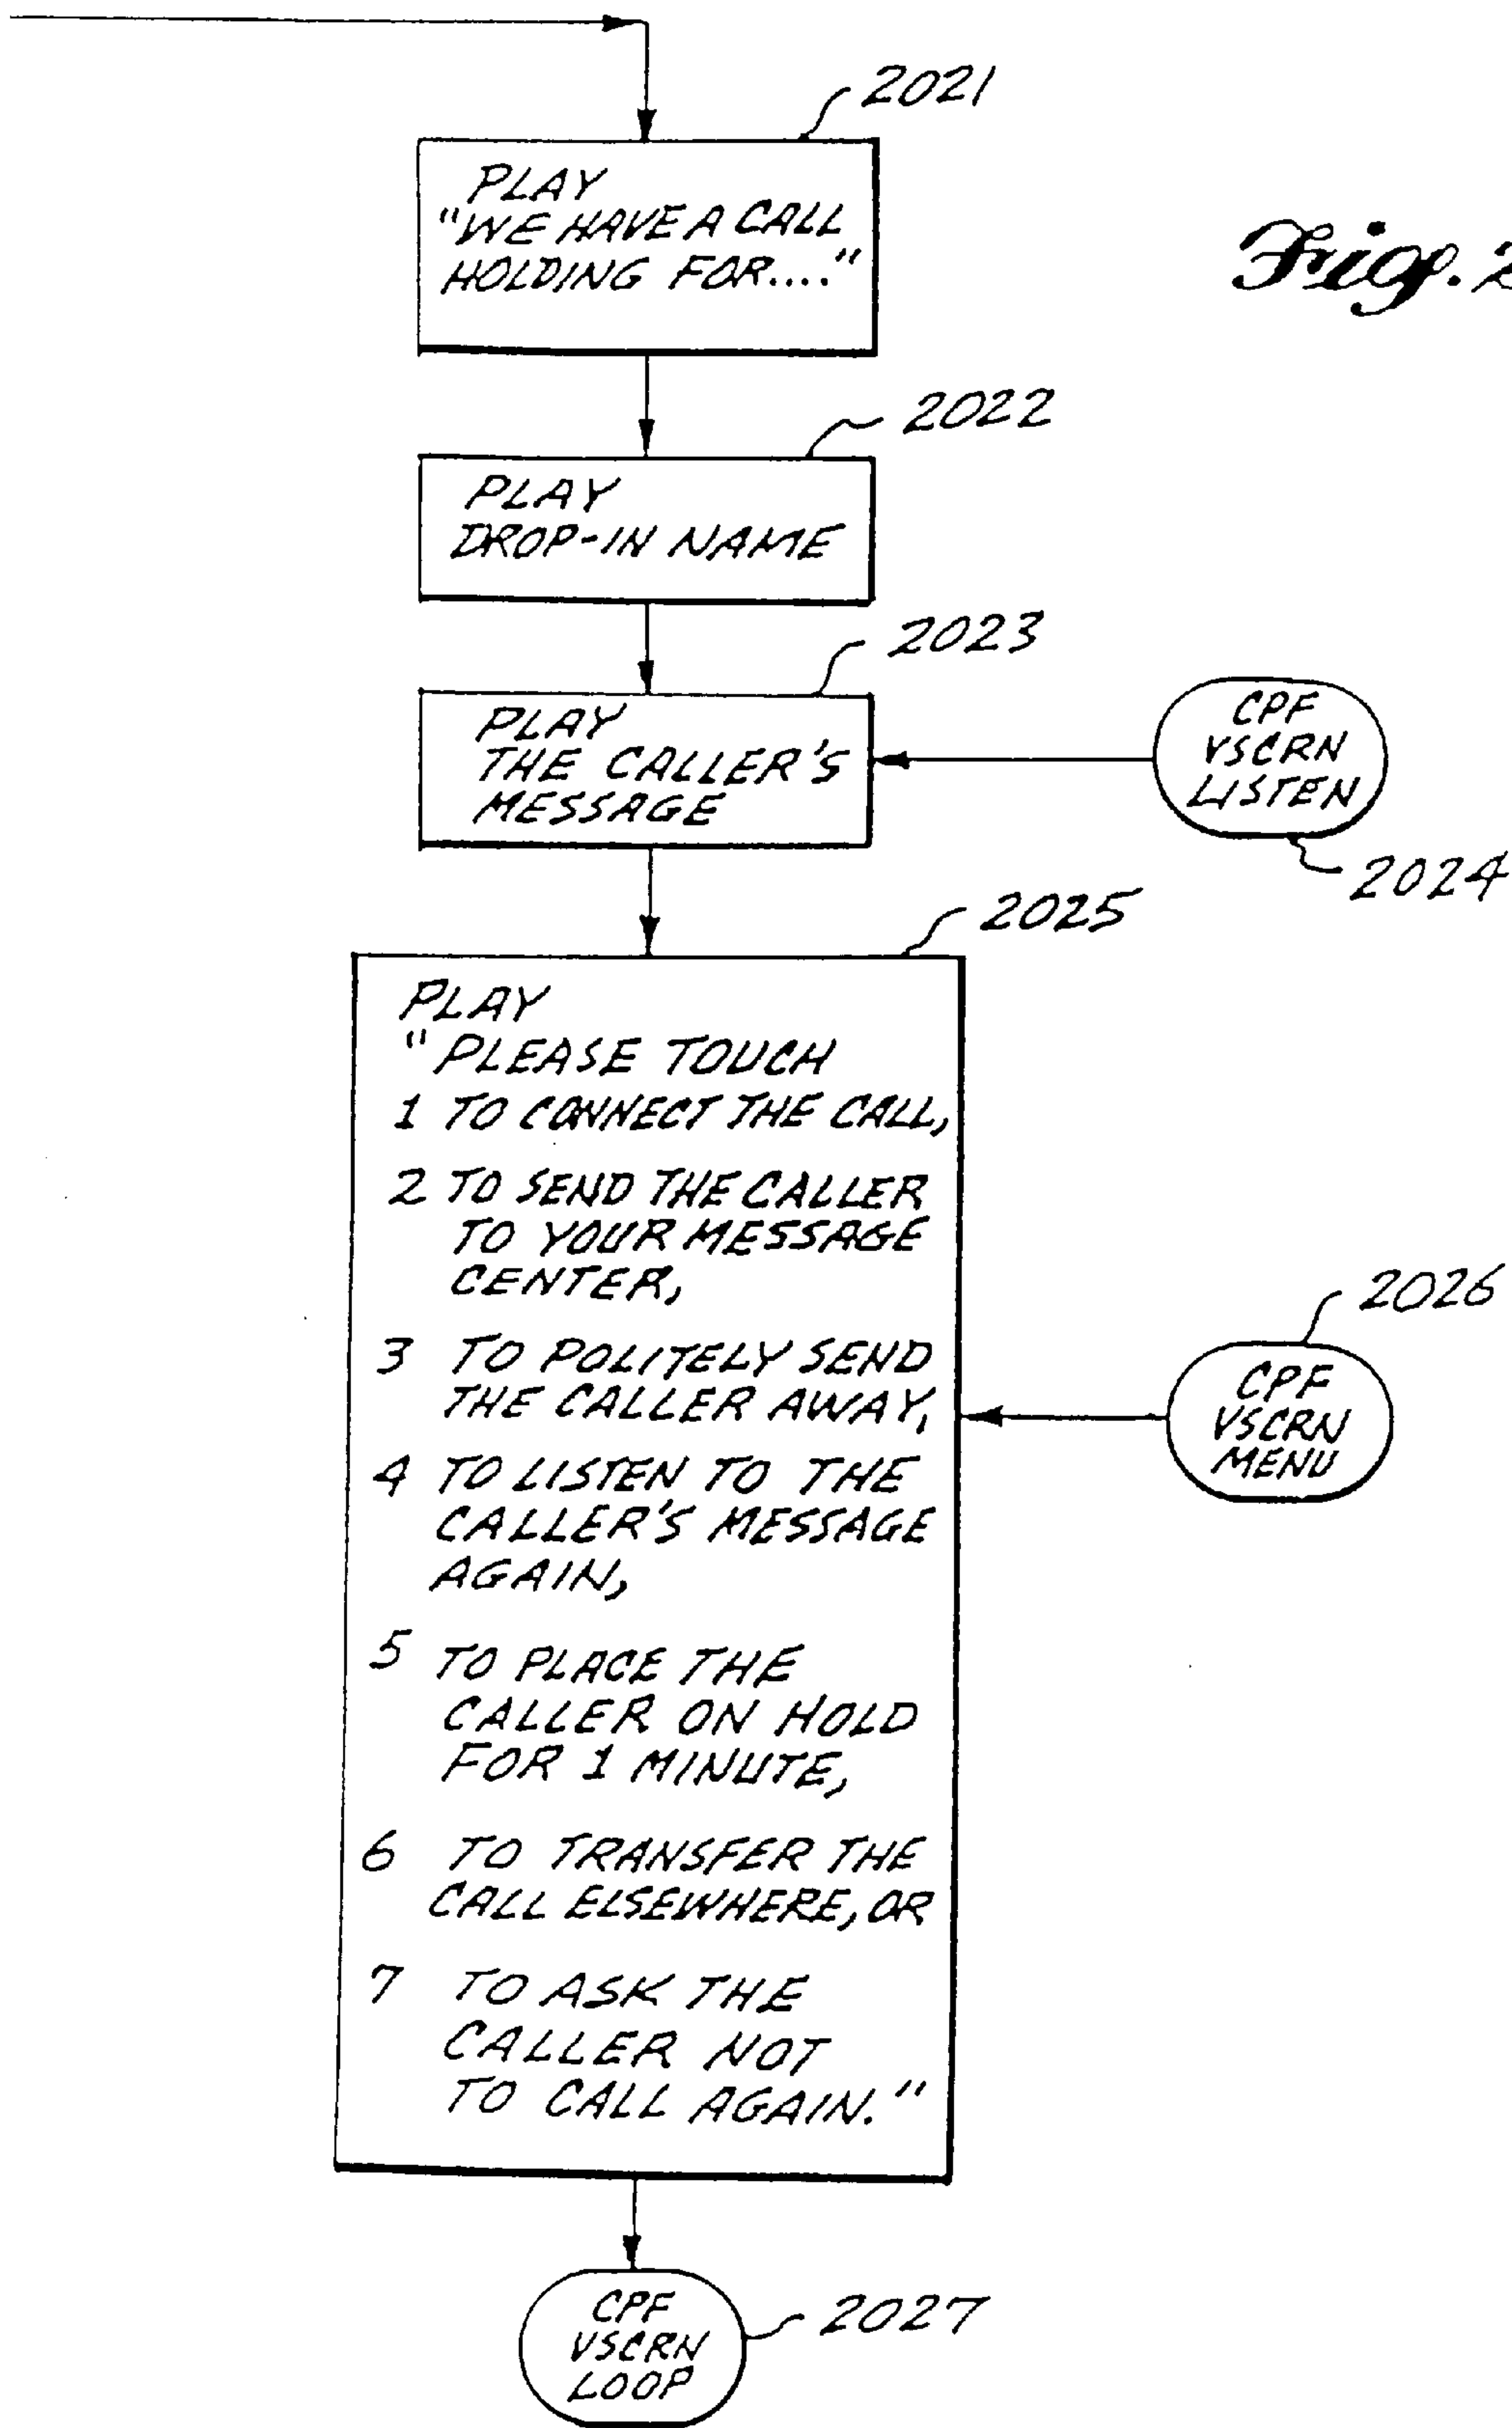 2021
PLAY
"WE HAVE A CALL
HOLDING FOR...."
Fig. 2
2022
PLAY
DROP-IN NAME
2023
PLAY
THE CALLER'S
MESSAGE
CPF
VSCRN
LISTEN
2024
2025
PLAY
"PLEASE TOUCH
1 TO CONNECT THE CALL,
2 TO SEND THE CALLER
TO YOUR MESSAGE
CENTER,
3 TO POLITELY SEND
THE CALLER AWAY,
4 TO LISTEN TO THE
CALLER'S MESSAGE
AGAIN,
5 TO PLACE THE
CALLER ON HOLD
FOR 1 MINUTE,
6 TO TRANSFER THE
CALL ELSEWHERE, OR
7 TO ASK THE
CALLER NOT
TO CALL AGAIN."
2026
CPF
VSCRN
MENU
CPF
VSCRN
LOOP
2027